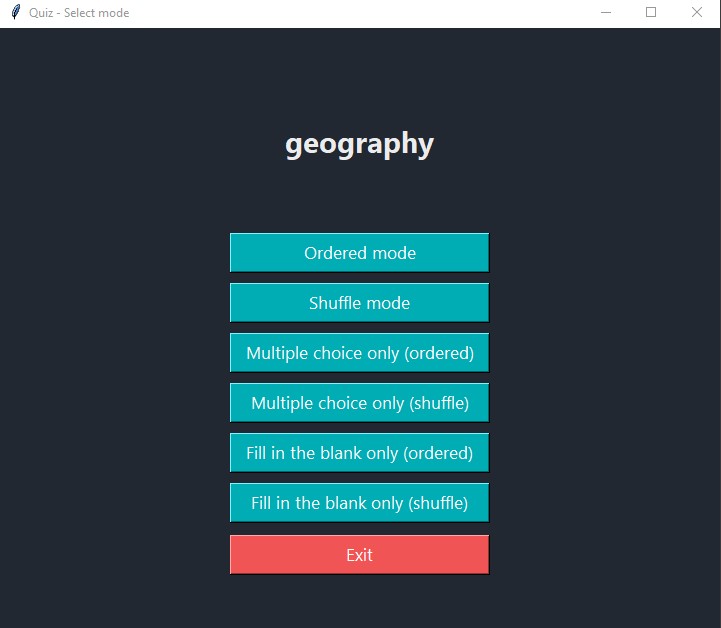 Quiz - Select mode
geography
Ordered mode
Shuffle mode
Multiple choice only (ordered)
Multiple choice only (shuffle)
Fill in the blank only (ordered)
Fill in the blank only (shuffle)
Exit